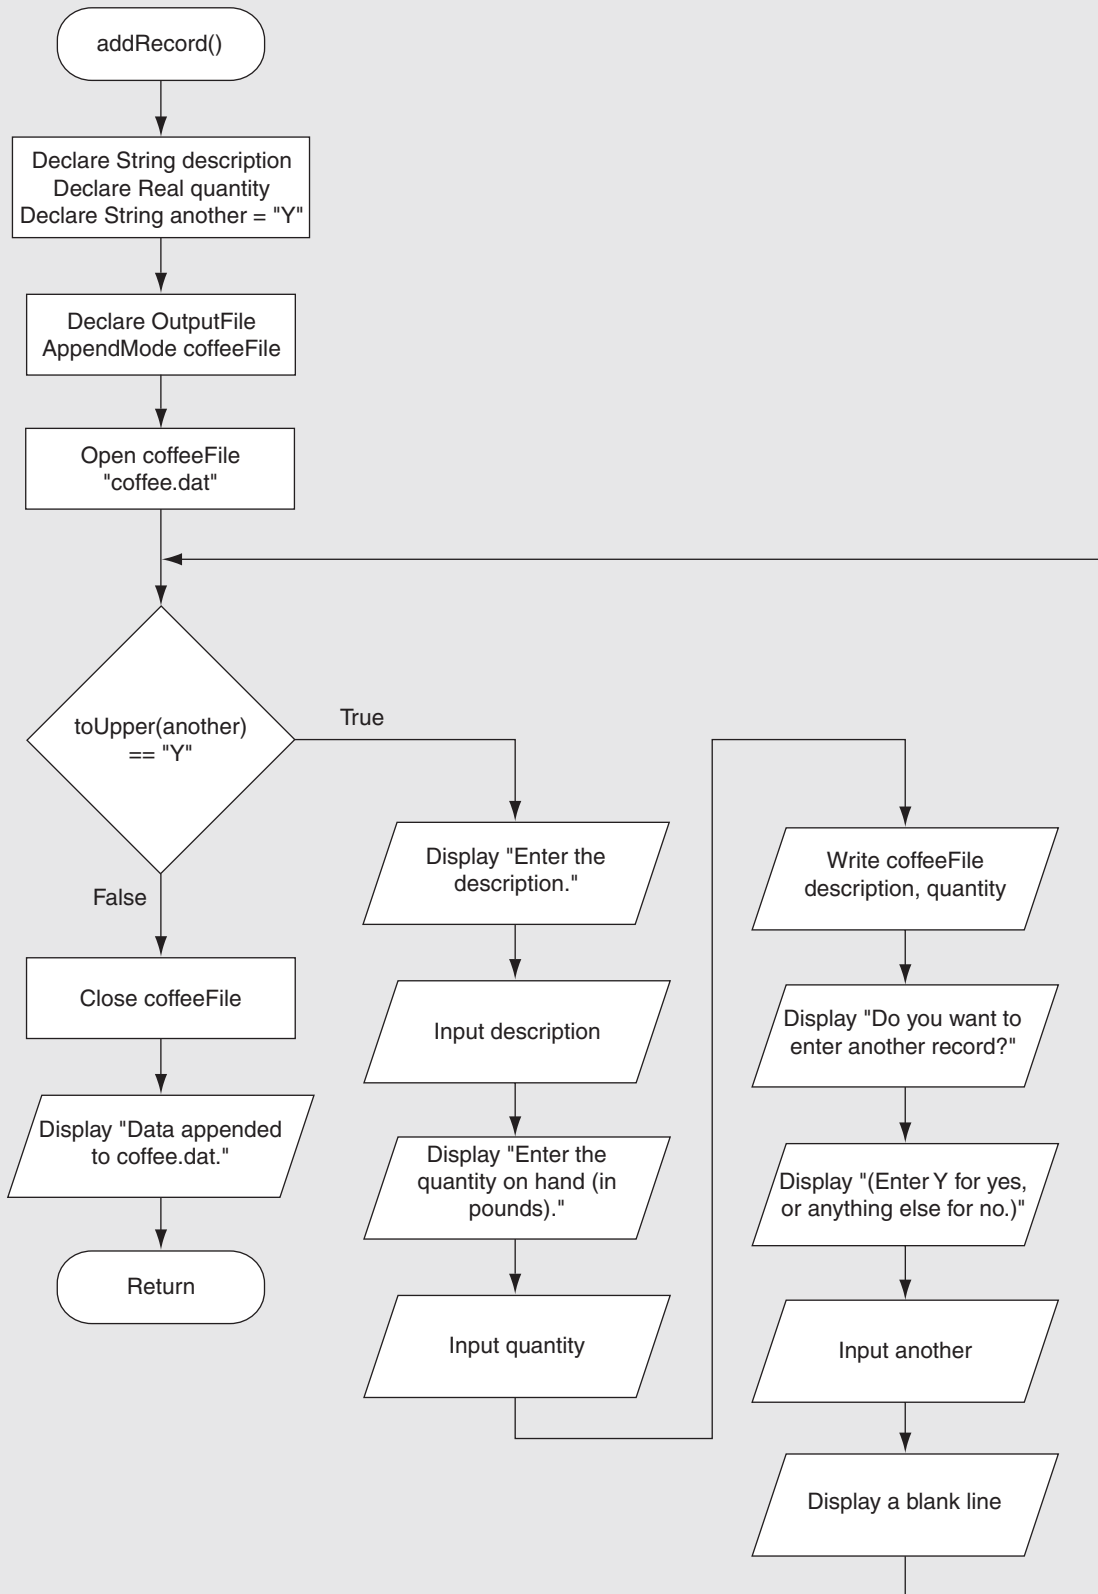 addRecord()
Declare String description
Declare Real quantity
Declare String another = "Y"
Declare OutputFile
AppendMode coffeeFile
Open coffeeFile
"coffee.dat"
toUpper(another)
== "Y"
True
False
Close coffeeFile
Display "Data appended
to coffee.dat."
Return
Display "Enter the
description."
Input description
Display "Enter the
quantity on hand (in
pounds)."
Input quantity
Write coffeeFile
description, quantity
Display "Do you want to
enter another record?"
Display "(Enter Y for yes,
or anything else for no.)"
Input another
Display a blank line